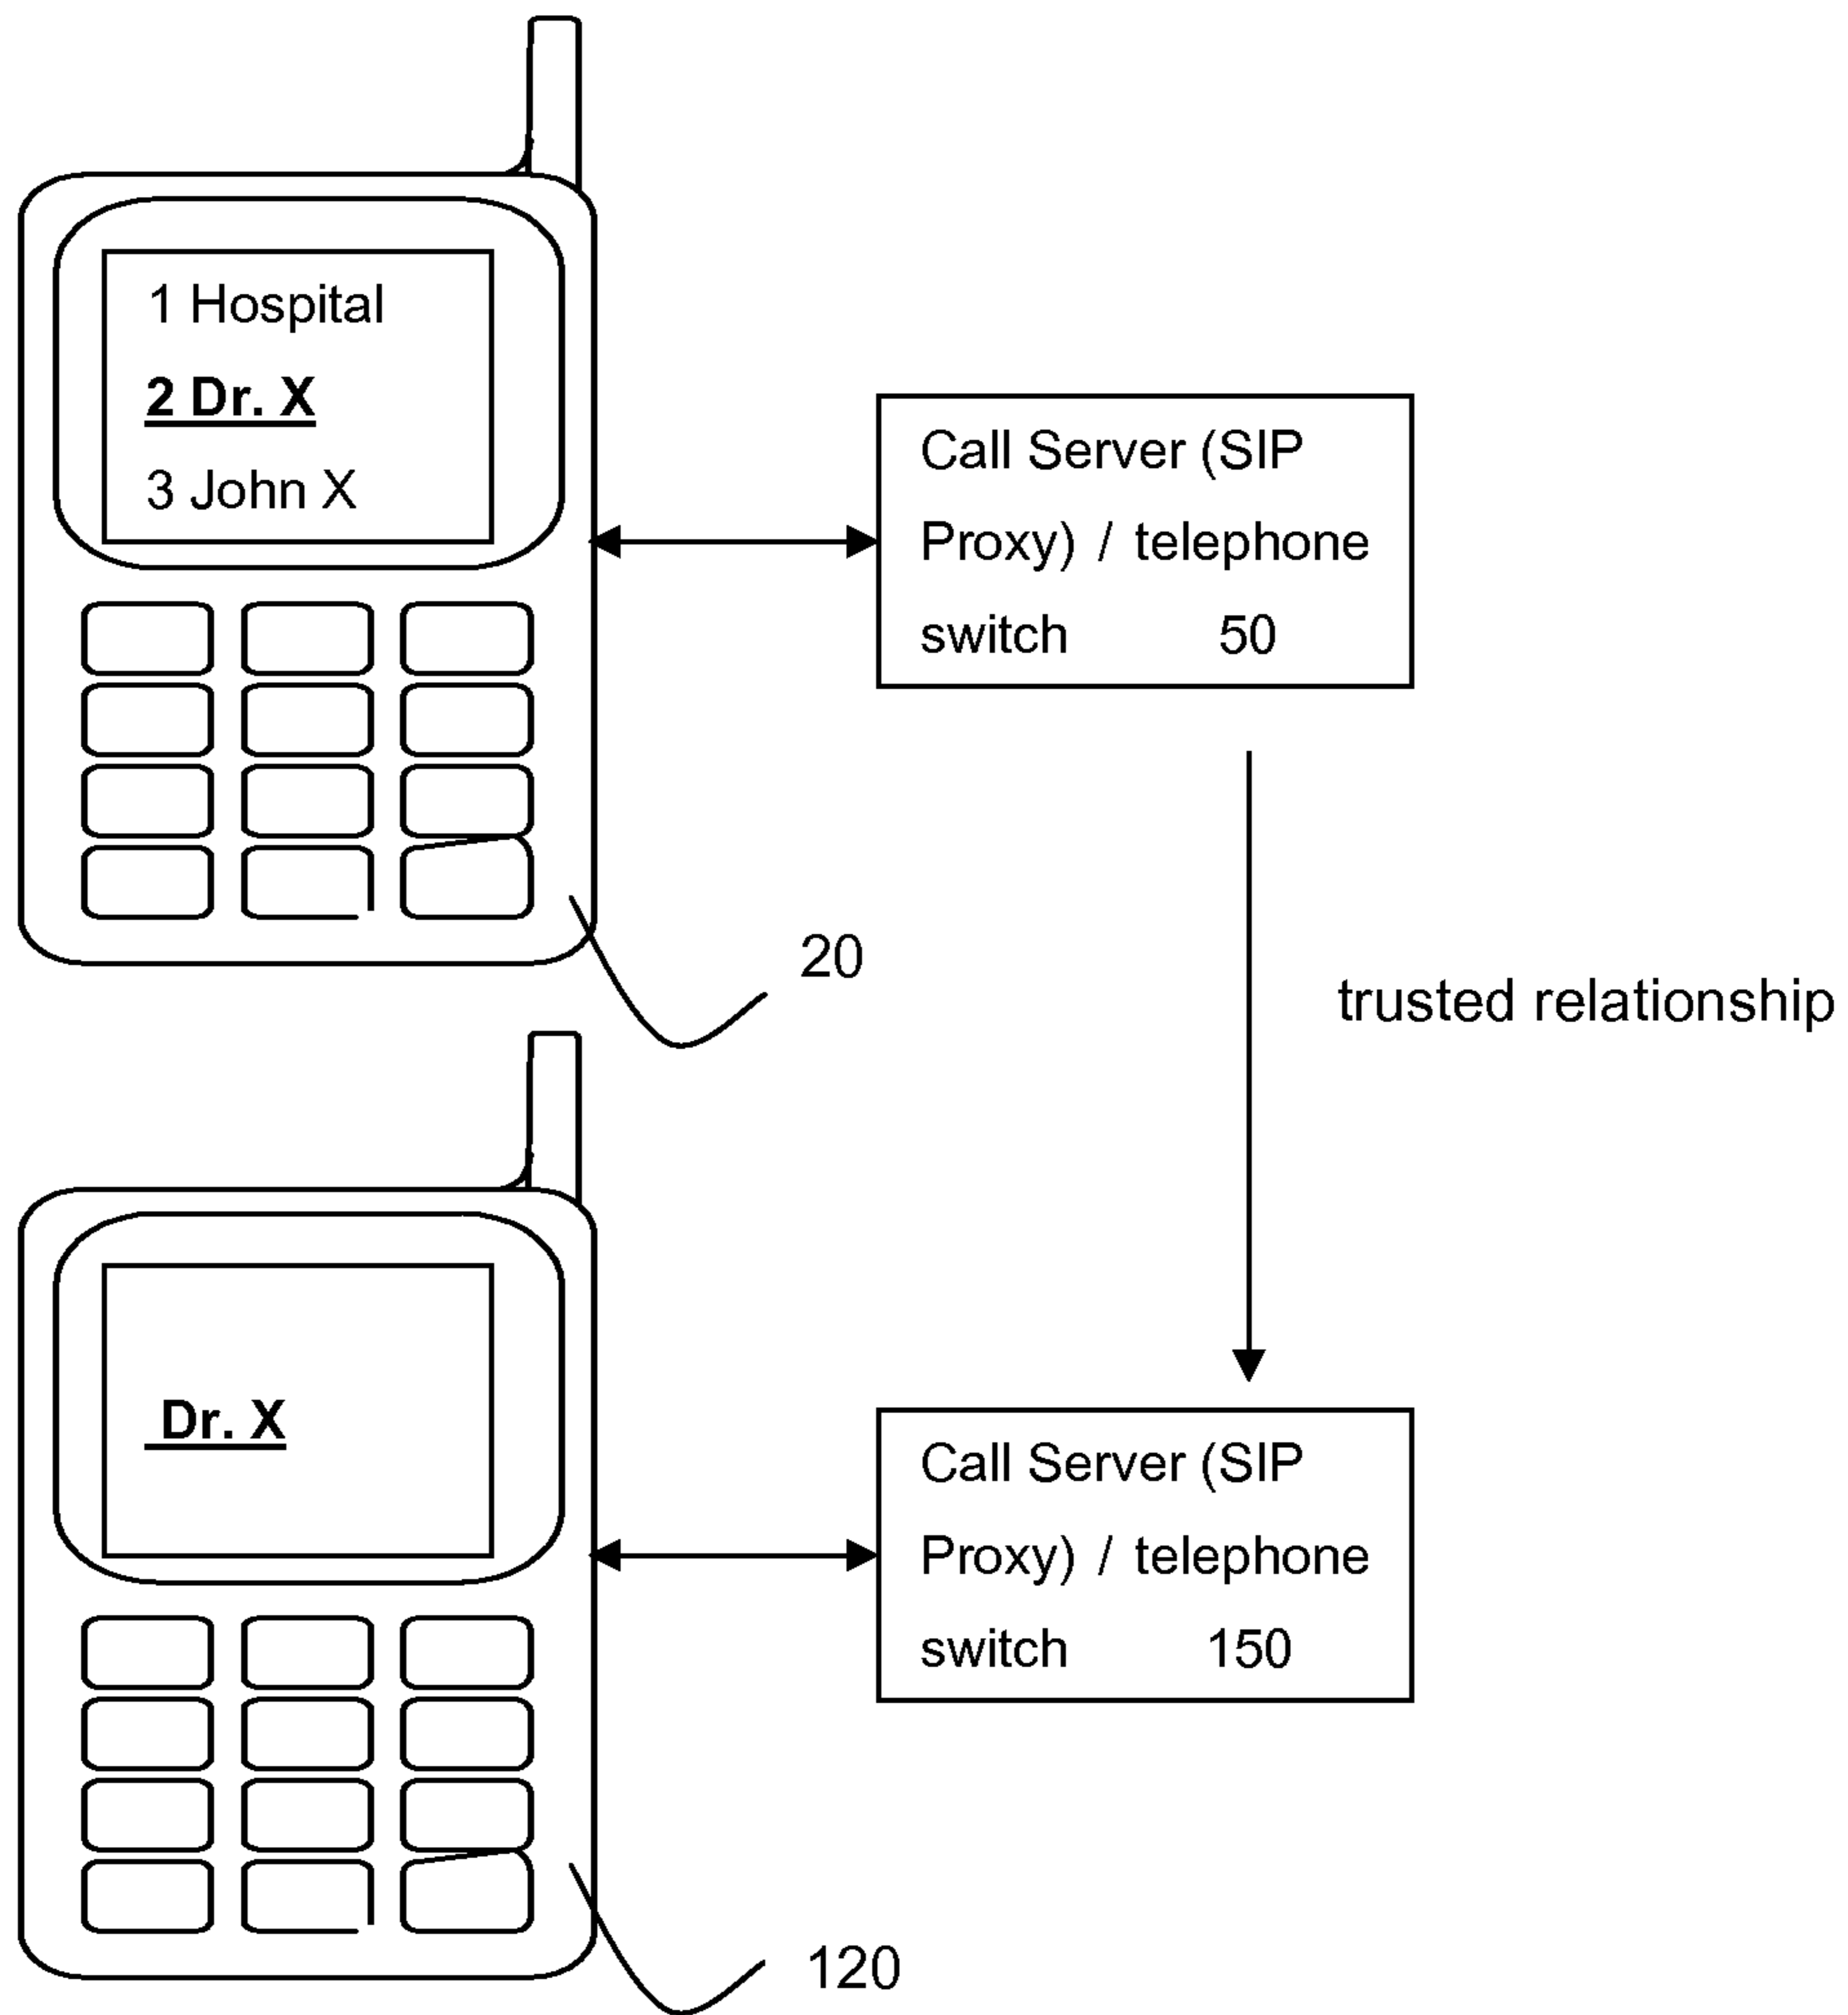 1 Hospital
2 Dr. X
3 John X
Call Server (SIP
Proxy) / telephone
switch 50
20
trusted relationship
Dr. X
Call Server (SIP
Proxy) / telephone
switch 150
120